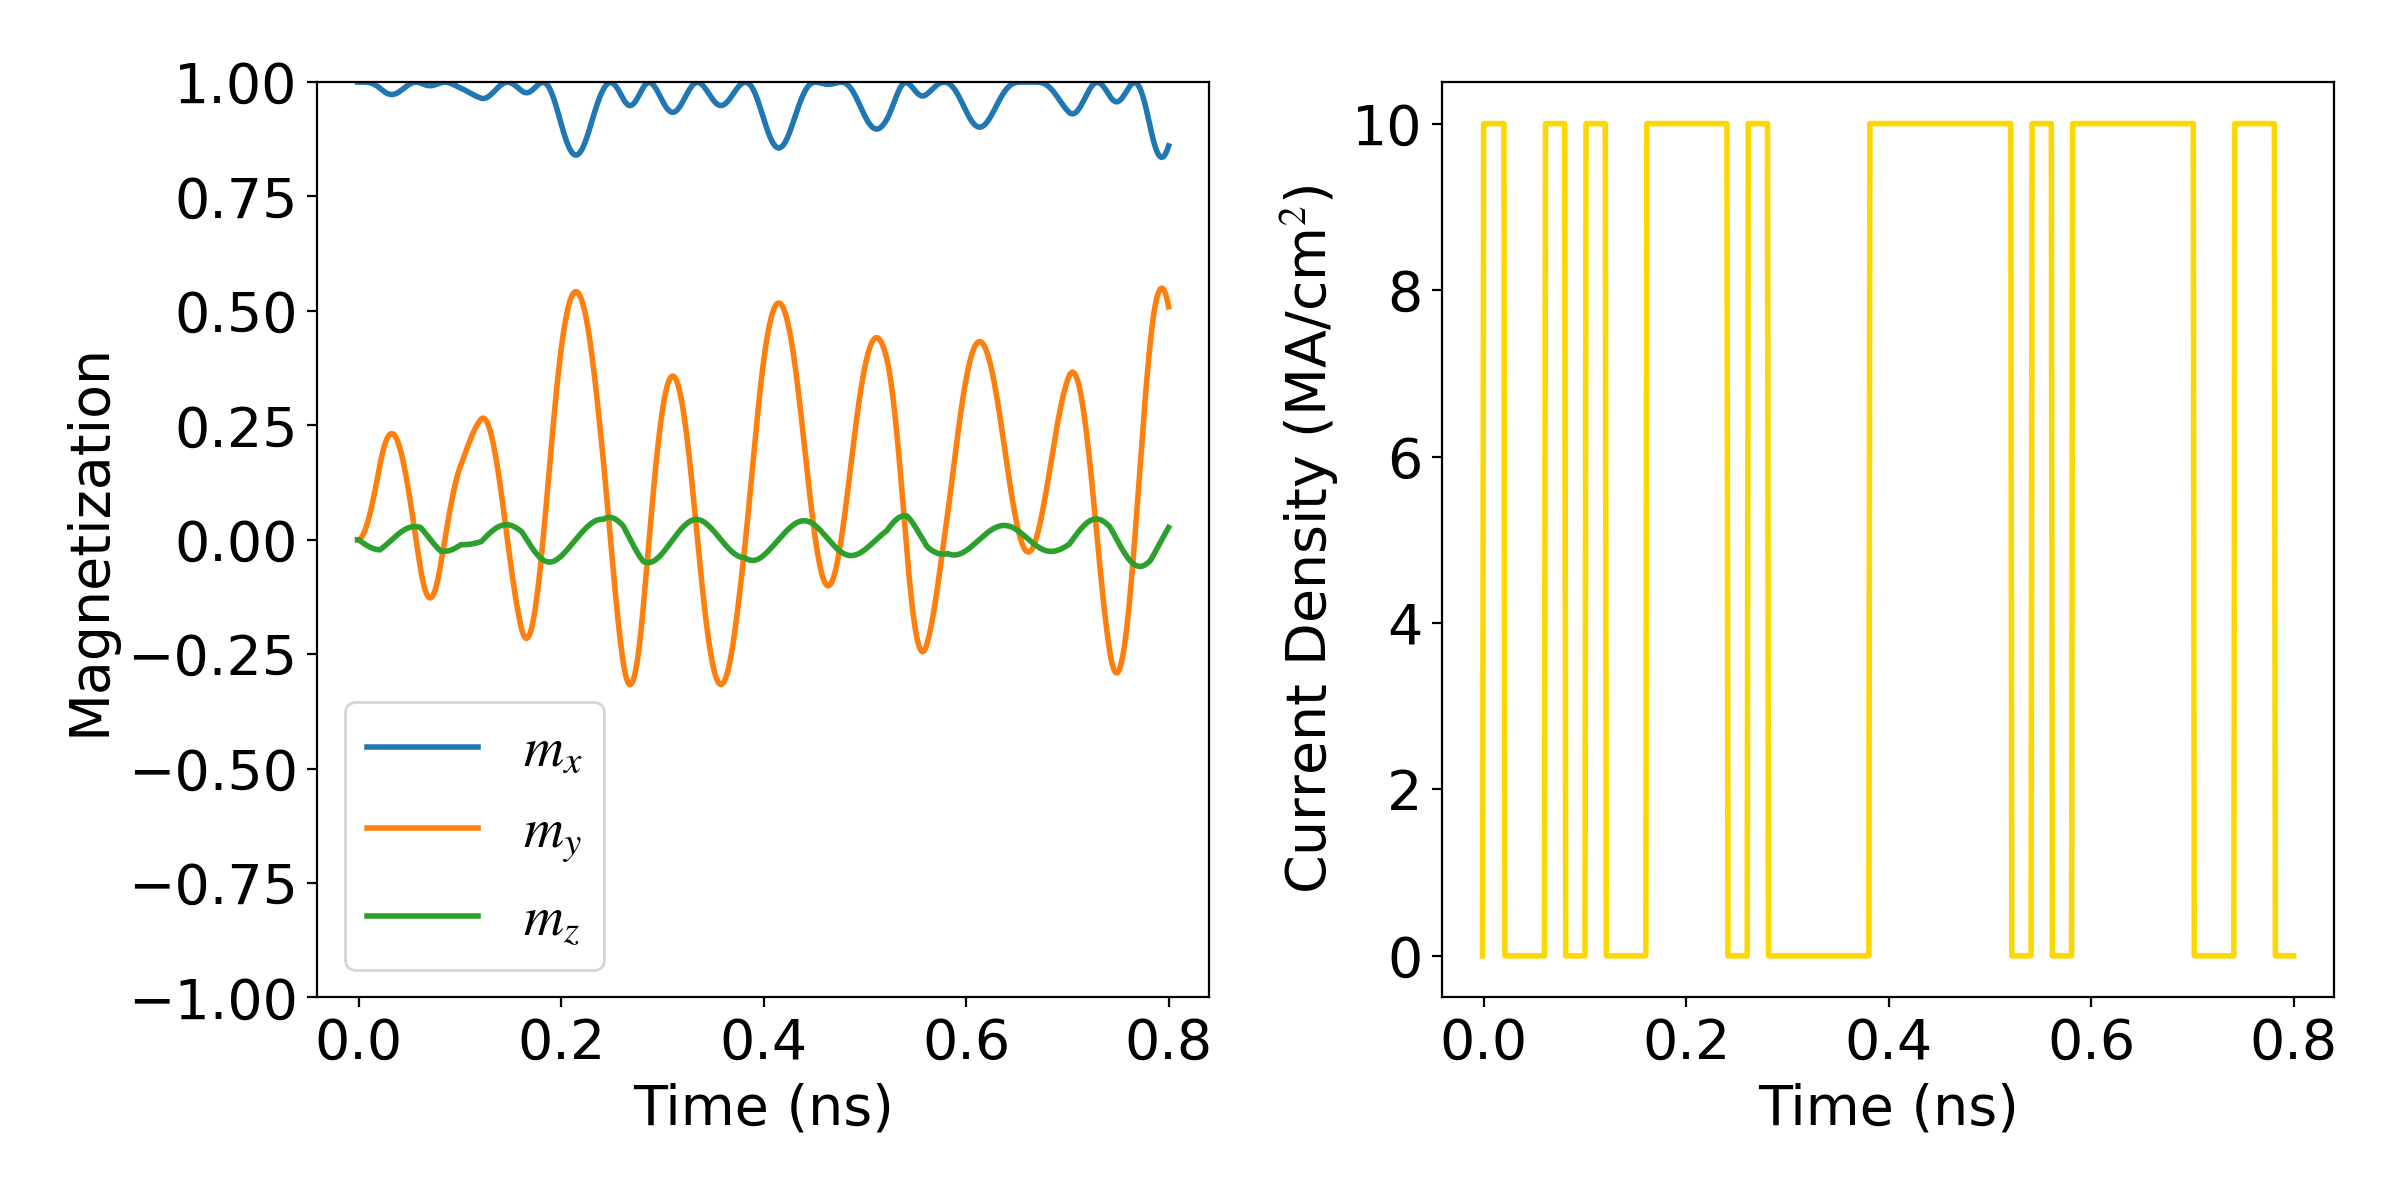 1.00
0.75
0.50
0.25
0.00
−0.25
−0.50
−0.75
−1.00
Magnetization
m_x
m_y
m_z
0.0 0.2 0.4 0.6 0.8
Time (ns)
10
8
6
4
2
0
Current Density (MA/cm²)
0.0 0.2 0.4 0.6 0.8
Time (ns)